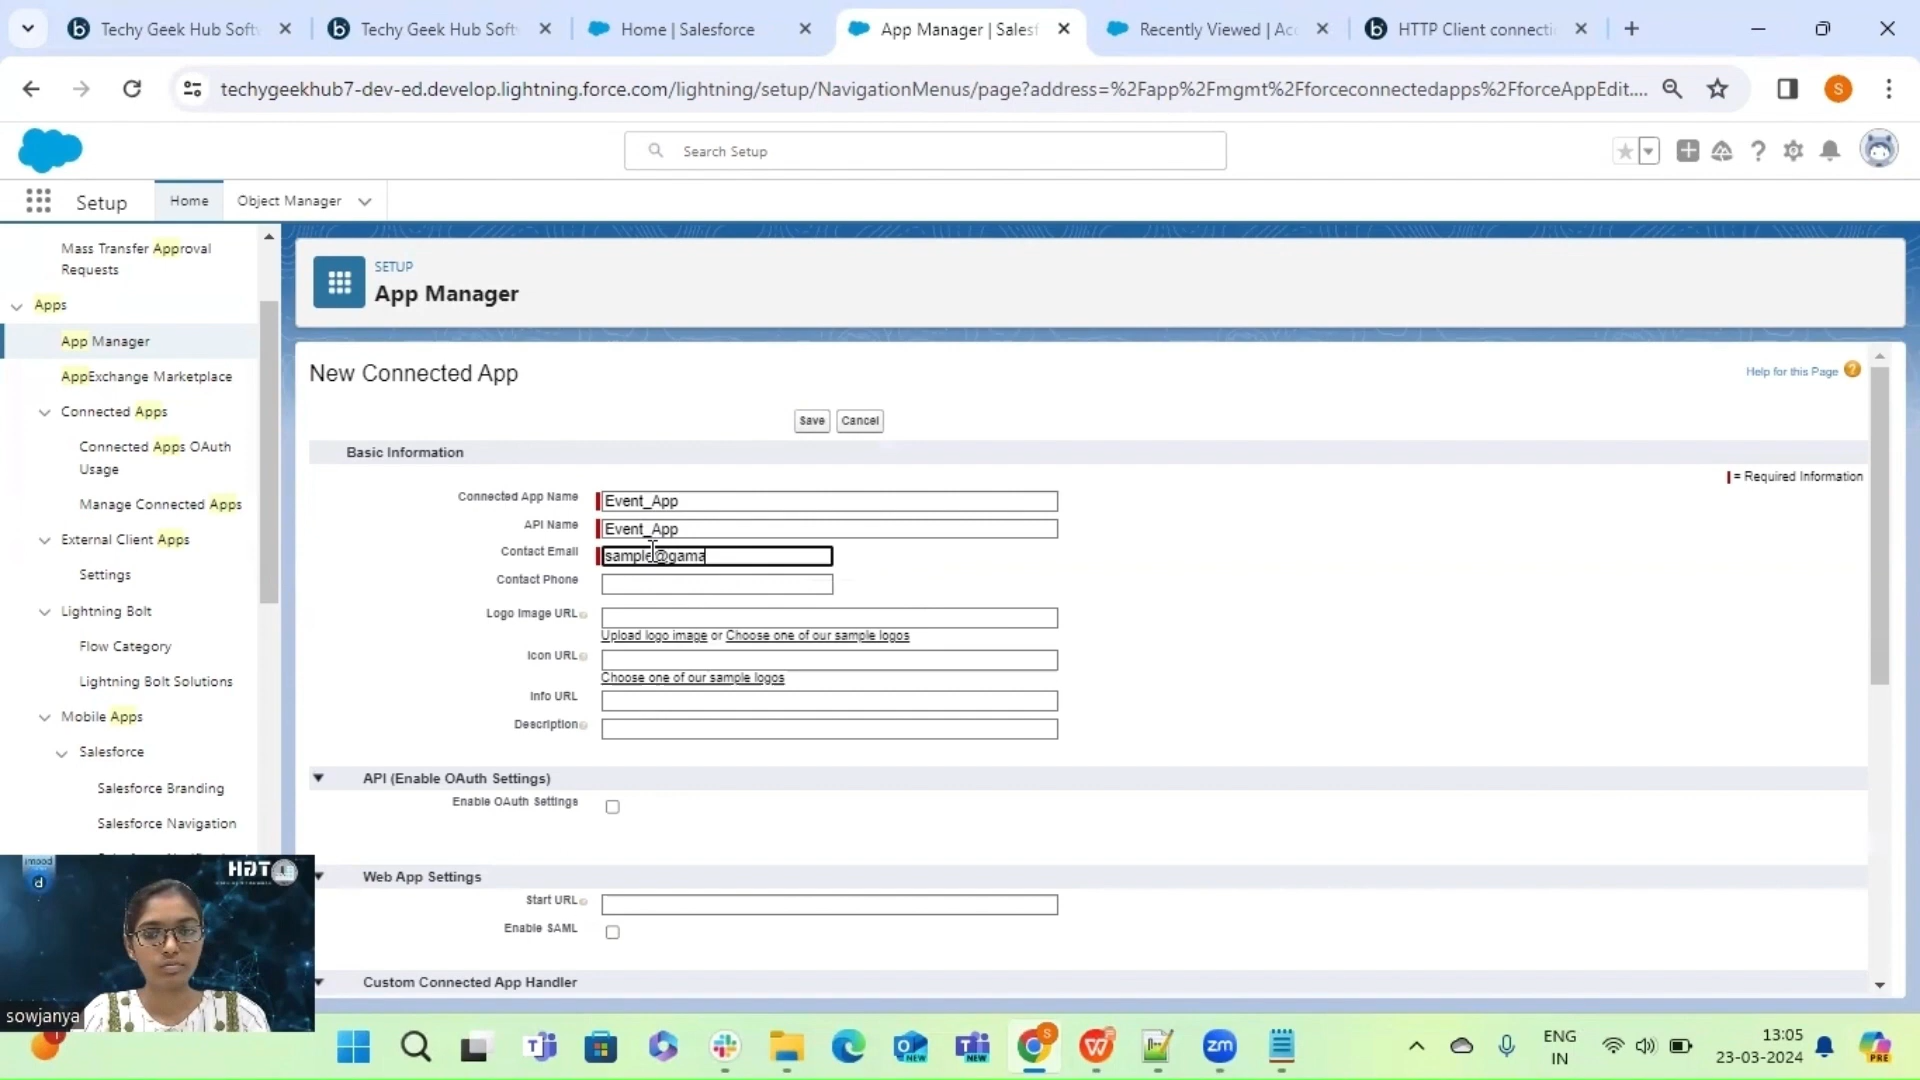 Techy Geek Hub Soft
Techy Geek Hub Soft
Home | Salesforce
App Manager | Salesf
Recently Viewed | Acc
HTTP Client connecti
techygeekhub7-dev-ed.develop.lightning.force.com/lightning/setup/NavigationMenus/page?address=%2Fapp%2Fmgmt%2Fforceconnectedapps%2FforceAppEdit....
S
Search Setup
Setup
Home
Object Manager
Mass Transfer Approval
Requests
Apps
App Manager
AppExchange Marketplace
Connected Apps
Connected Apps OAuth
Usage
Manage Connected Apps
External Client Apps
Settings
Lightning Bolt
Flow Category
Lightning Bolt Solutions
Mobile Apps
Salesforce
Salesforce Branding
Salesforce Navigation
SETUP
App Manager
New Connected App
Help for this Page
Save
Cancel
Basic Information
= Required Information
Connected App Name
Event_App
API Name
Event_App
Contact Email
sample@gama
Contact Phone
Logo Image URL
Upload logo image or Choose one of our sample logos
Icon URL
Choose one of our sample logos
Info URL
Description
API (Enable OAuth Settings)
Enable OAuth Settings
Web App Settings
Start URL
Enable SAML
Custom Connected App Handler
sowjanya
ENG
IN
13:05
23-03-2024